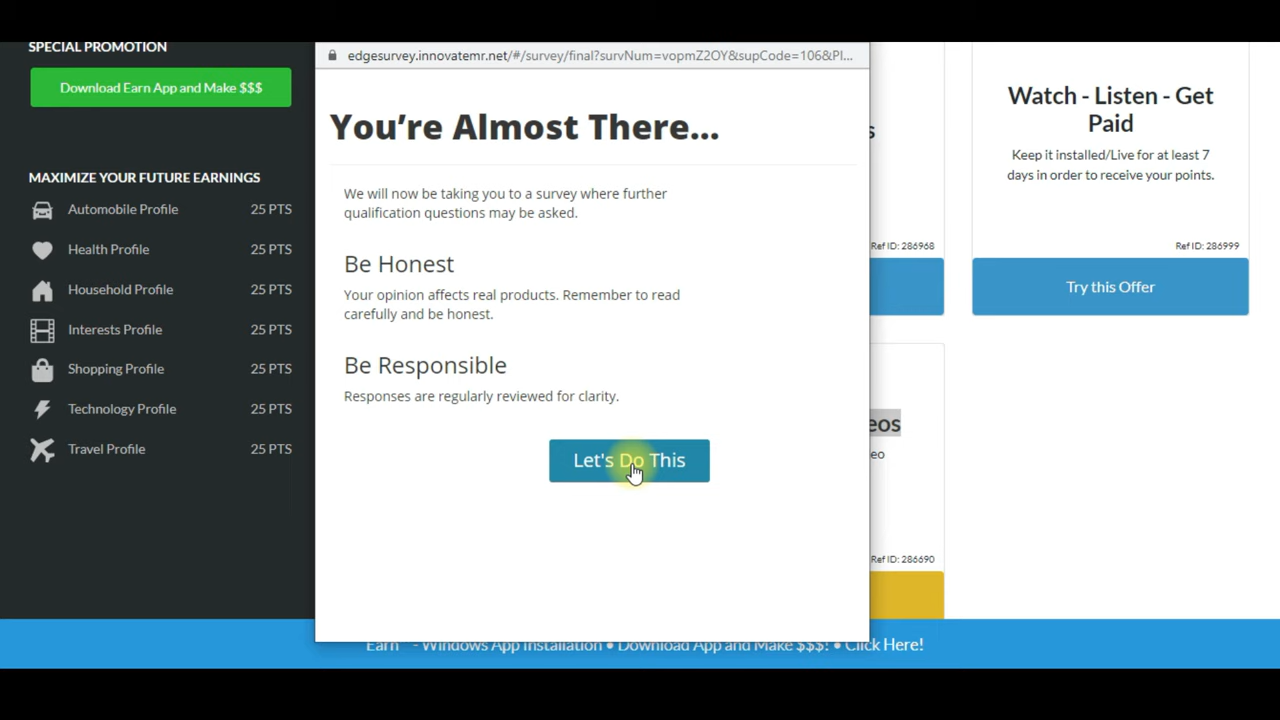 SPECIAL PROMOTION
Download Earn App and Make $$$
MAXIMIZE YOUR FUTURE EARNINGS
Automobile Profile 25 PTS
Health Profile 25 PTS
Household Profile 25 PTS
Interests Profile 25 PTS
Shopping Profile 25 PTS
Technology Profile 25 PTS
Travel Profile 25 PTS
edgesurvey.innovatemr.net/#/survey/final?survNum=vopmZ2OY&supCode=106&PI...
You're Almost There...
We will now be taking you to a survey where further
qualification questions may be asked.
Be Honest
Your opinion affects real products. Remember to read
carefully and be honest.
Be Responsible
Responses are regularly reviewed for clarity.
Let's Do This
s
Ref ID: 286968
eos
eo
Ref ID: 286690
Watch - Listen - Get
Paid
Keep it installed/Live for at least 7
days in order to receive your points.
Ref ID: 286999
Try this Offer
Earn - Windows App Installation • Download App and Make $$$! • Click Here!